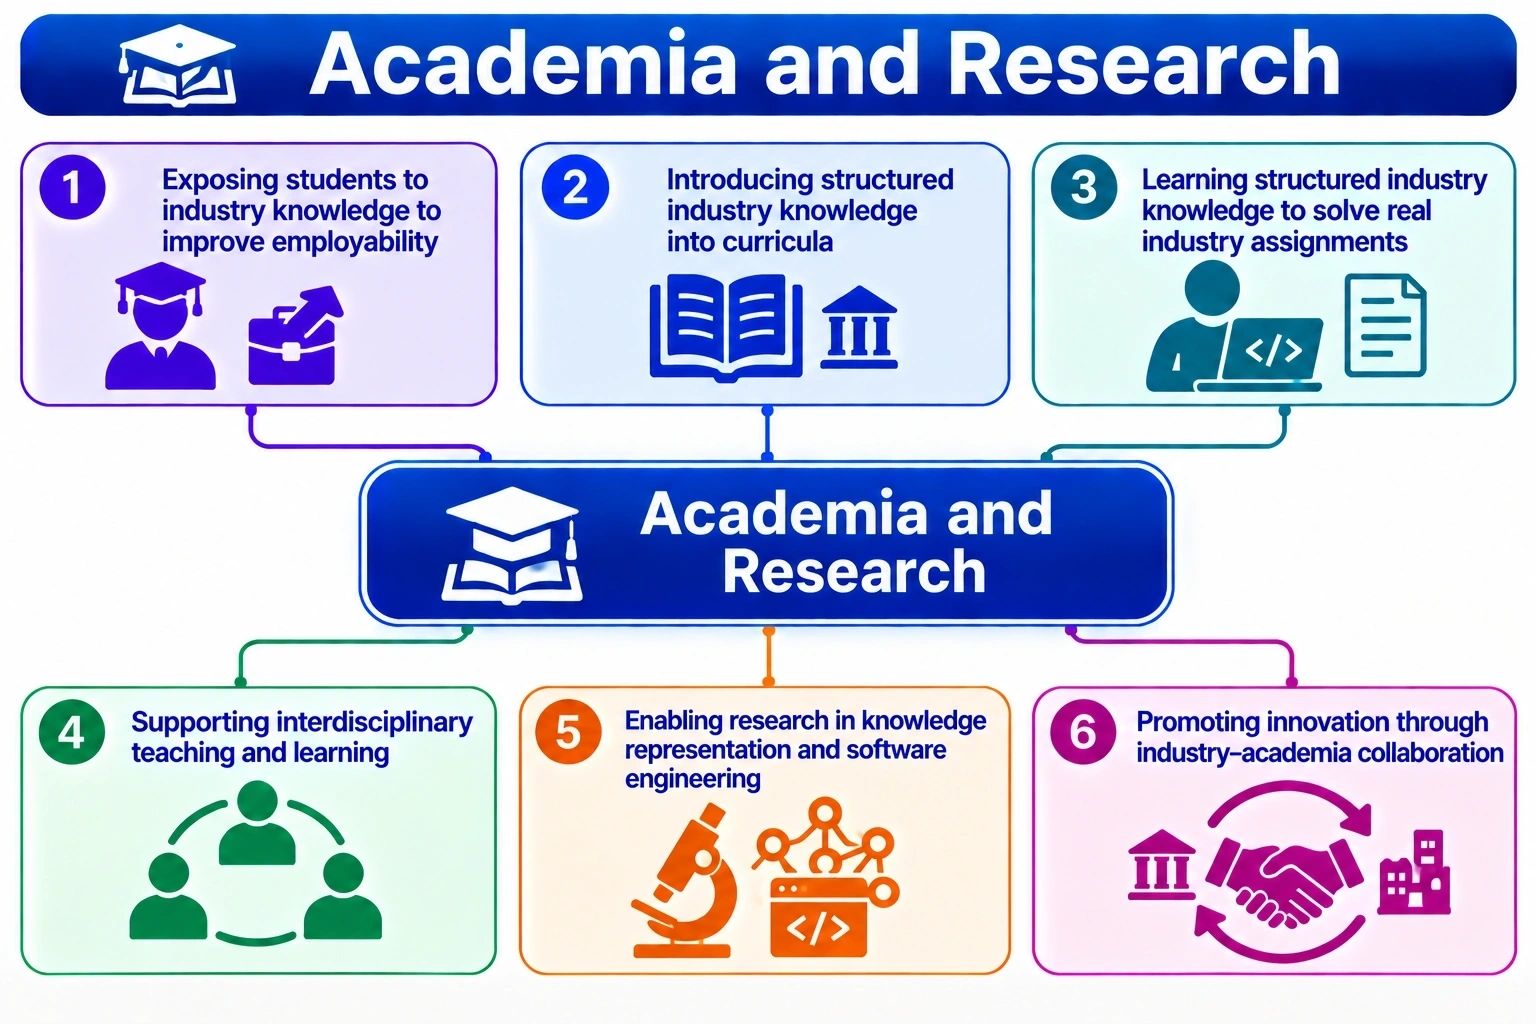 Academia and Research
1
Exposing students to
industry knowledge to
improve employability
2
Introducing structured
industry knowledge
into curricula
3
Learning structured industry
knowledge to solve real
industry assignments
</>
Academia and
Research
4
Supporting interdisciplinary
teaching and learning
5
Enabling research in knowledge
representation and software
engineering
</>
6
Promoting innovation through
industry–academia collaboration